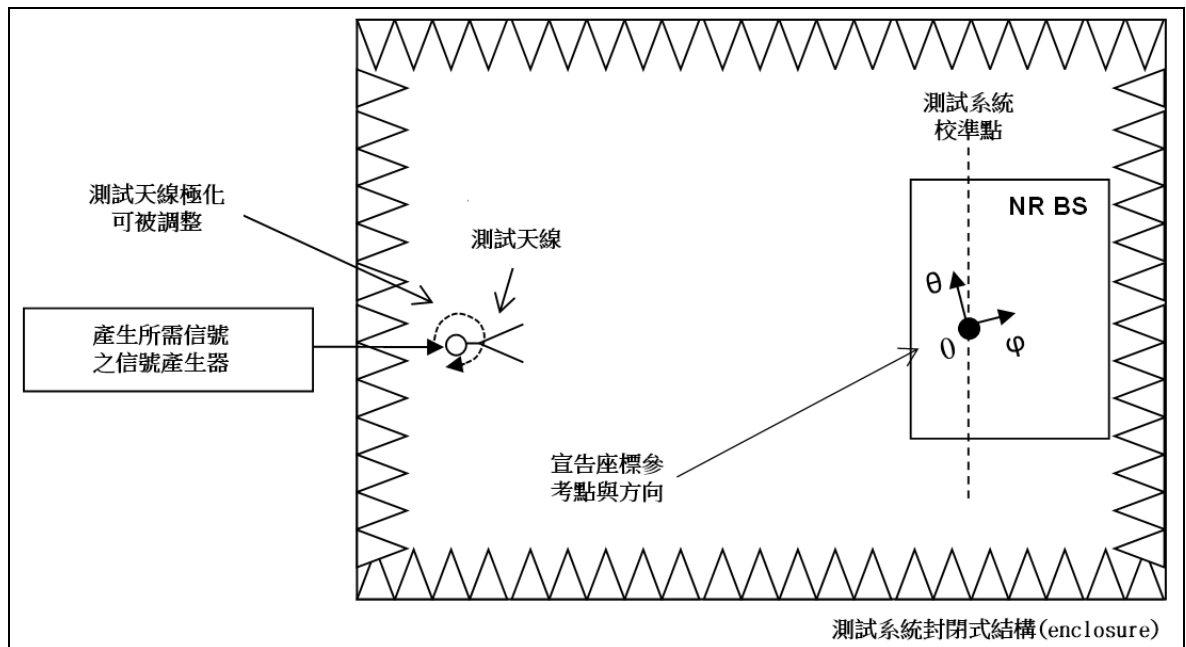 測試系統
校準點
測試天線極化
可被調整
測試天線
NR BS
θ
0
φ
產生所需信號
之信號產生器
宣告座標參
考點與方向
測試系統封閉式結構(enclosure)